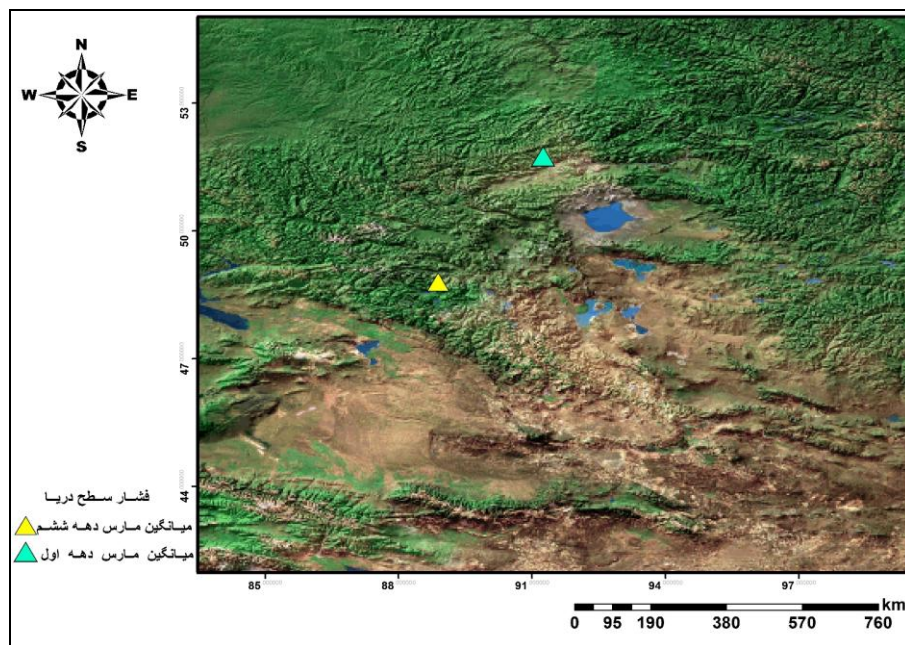 N
W E
S
53
50
47
44
85 88 91 94 97
فشار سطح دریا
میانگین مارس دهه ششم
میانگین مارس دهه اول
km
0 95 190 380 570 760